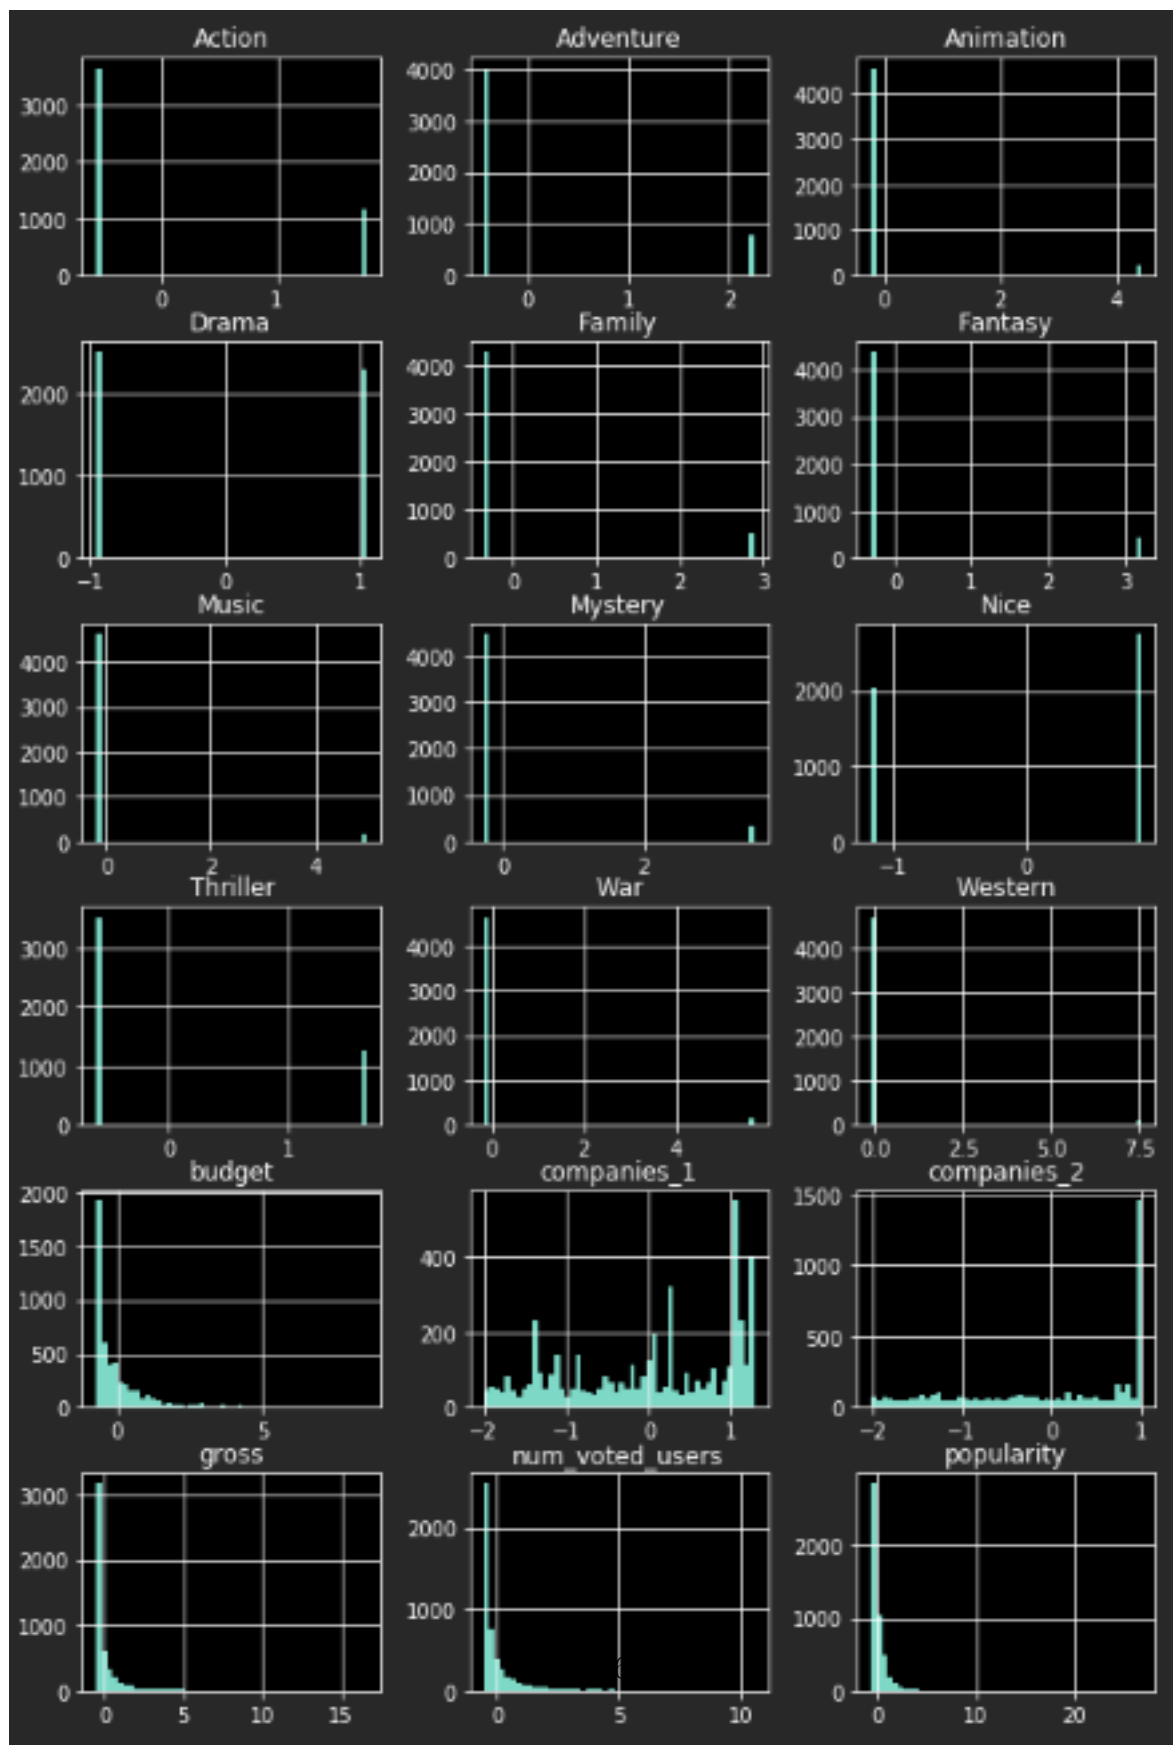 Action Adventure Animation
3000 4000 4000
2000 3000 3000
1000 2000 2000
0 1000 1000
0 0
0 1 0 1 2 0 2 4
Drama Family Fantasy
2000 4000 4000
1000 3000 3000
0 2000 2000
1000 1000
0 0
−1 0 1 0 1 2 3 0 1 2 3
Music Mystery Nice
4000 4000 2000
3000 3000 1000
2000 2000 0
1000 1000
0 0
0 2 4 0 2 −1 0
Thriller War Western
3000 4000 4000
2000 3000 3000
1000 2000 2000
0 1000 1000
0 0
0 1 0 2 4 0.0 2.5 5.0 7.5
budget companies_1 companies_2
2000 400 1500
1500 200 1000
1000 0 500
500 0
0
0 5 −2 −1 0 1 −2 −1 0 1
gross num_voted_users popularity
3000 2000 2000
2000 1000 1000
1000 0 0
0
0 5 10 15 0 5 10 0 10 20